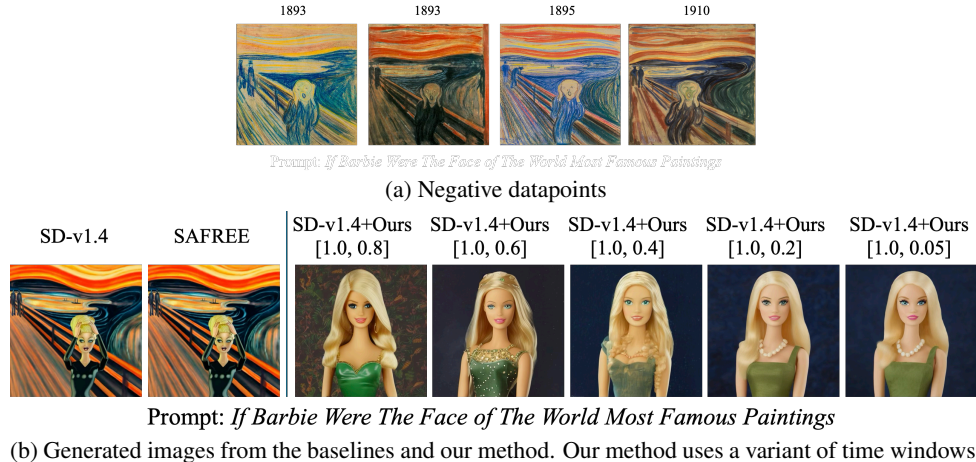 1893 1893 1895 1910
Prompt: If Barbie Were The Face of The World Most Famous Paintings
(a) Negative datapoints
SD-v1.4 SAFREE SD-v1.4+Ours SD-v1.4+Ours SD-v1.4+Ours SD-v1.4+Ours SD-v1.4+Ours
[1.0, 0.8] [1.0, 0.6] [1.0, 0.4] [1.0, 0.2] [1.0, 0.05]
Prompt: If Barbie Were The Face of The World Most Famous Paintings
(b) Generated images from the baselines and our method. Our method uses a variant of time windows